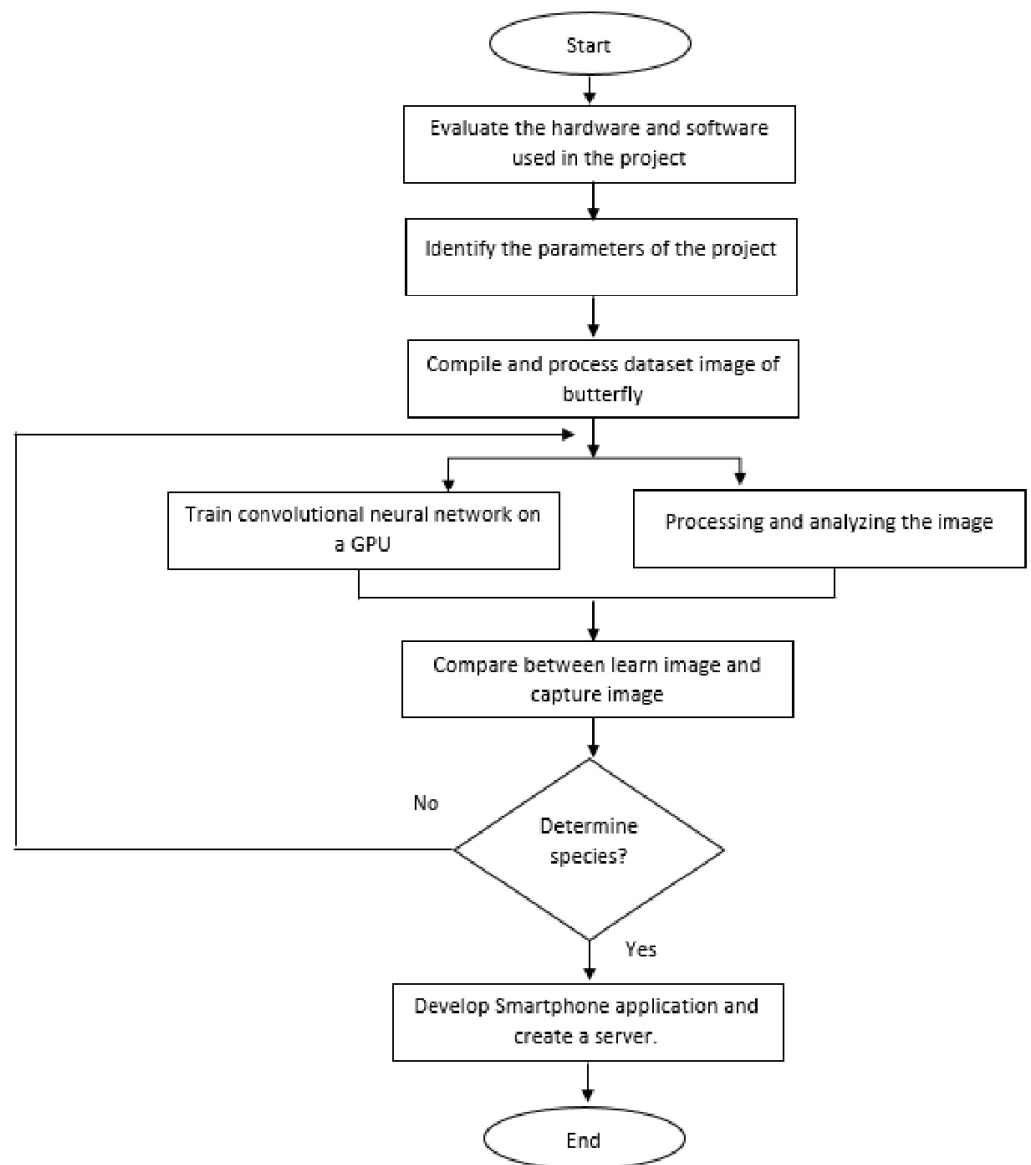 Start
Evaluate the hardware and software
used in the project
Identify the parameters of the project
Compile and process dataset image of
butterfly
Train convolutional neural network on
a GPU
Processing and analyzing the image
Compare between learn image and
capture image
No
Determine
species?
Yes
Develop Smartphone application and
create a server.
End